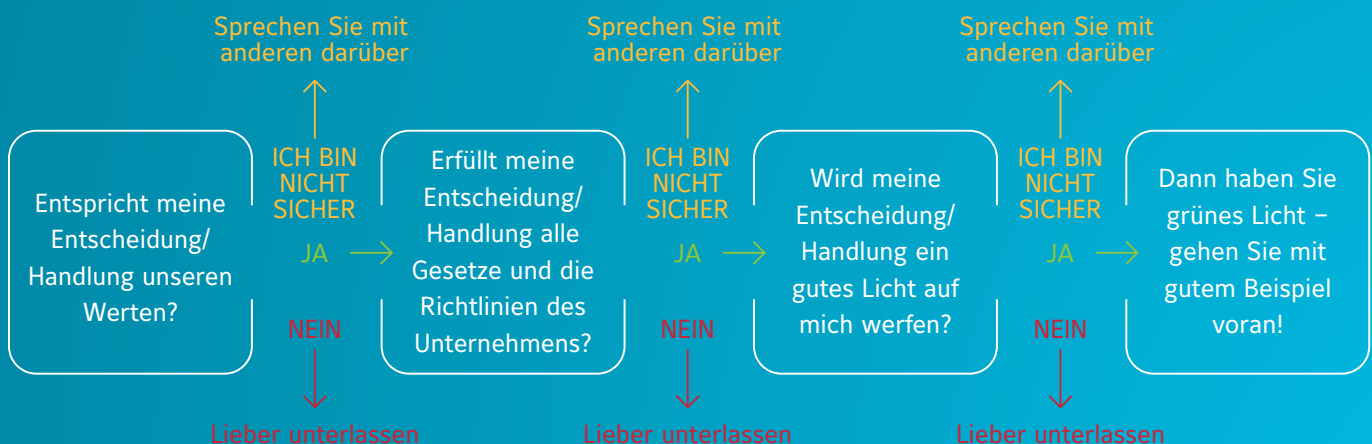 Sprechen Sie mit
anderen darüber
Sprechen Sie mit
anderen darüber
Sprechen Sie mit
anderen darüber
Entspricht meine
Entscheidung/
Handlung unseren
Werten?
ICH BIN
NICHT
SICHER
JA
NEIN
Erfüllt meine
Entscheidung/
Handlung alle
Gesetze und die
Richtlinien des
Unternehmens?
ICH BIN
NICHT
SICHER
JA
NEIN
Wird meine
Entscheidung/
Handlung ein
gutes Licht auf
mich werfen?
ICH BIN
NICHT
SICHER
JA
NEIN
Dann haben Sie
grünes Licht –
gehen Sie mit
gutem Beispiel
voran!
Lieber unterlassen
Lieber unterlassen
Lieber unterlassen